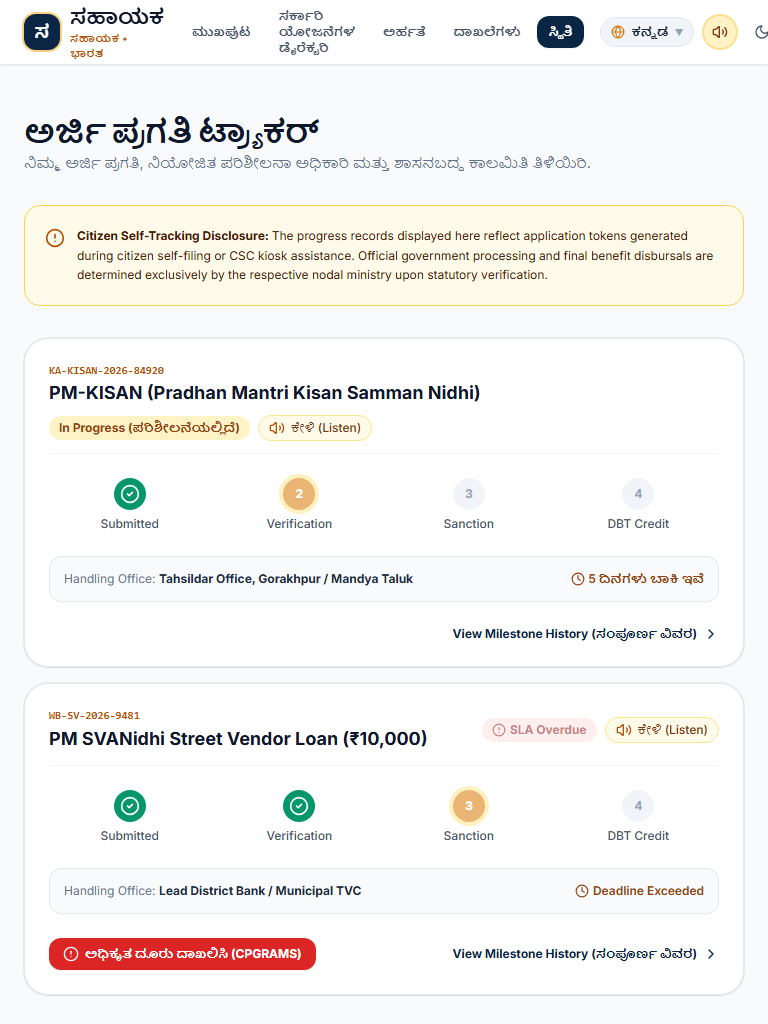 ಸ
ಸಹಾಯಕ
ಸಹಾಯಕ •
ಭಾರತ
ಮುಖಪುಟ
ಸರ್ಕಾರಿ
ಯೋಜನೆಗಳ
ಡೈರೆಕ್ಟರಿ
ಅರ್ಹತೆ
ದಾಖಲೆಗಳು
ಸ್ಥಿತಿ
ಕನ್ನಡ
ಅರ್ಜಿ ಪ್ರಗತಿ ಟ್ರ್ಯಾಕರ್
ನಿಮ್ಮ ಅರ್ಜಿ ಪ್ರಗತಿ, ನಿಯೋಜಿತ ಪರಿಶೀಲನಾ ಅಧಿಕಾರಿ ಮತ್ತು ಶಾಸನಬದ್ಧ ಕಾಲಮಿತಿ ತಿಳಿಯಿರಿ.
Citizen Self-Tracking Disclosure: The progress records displayed here reflect application tokens generated
during citizen self-filing or CSC kiosk assistance. Official government processing and final benefit disbursals are
determined exclusively by the respective nodal ministry upon statutory verification.
KA-KISAN-2026-84920
PM-KISAN (Pradhan Mantri Kisan Samman Nidhi)
In Progress (ಪರಿಶೀಲನೆಯಲ್ಲಿದೆ)
ಕೇಳಿ (Listen)
2
3
4
Submitted
Verification
Sanction
DBT Credit
Handling Office: Tahsildar Office, Gorakhpur / Mandya Taluk
5 ದಿನಗಳು ಬಾಕಿ ಇವೆ
View Milestone History (ಸಂಪೂರ್ಣ ವಿವರ)
WB-SV-2026-9481
PM SVANidhi Street Vendor Loan (₹10,000)
SLA Overdue
ಕೇಳಿ (Listen)
3
4
Submitted
Verification
Sanction
DBT Credit
Handling Office: Lead District Bank / Municipal TVC
Deadline Exceeded
ಅಧಿಕೃತ ದೂರು ದಾಖಲಿಸಿ (CPGRAMS)
View Milestone History (ಸಂಪೂರ್ಣ ವಿವರ)